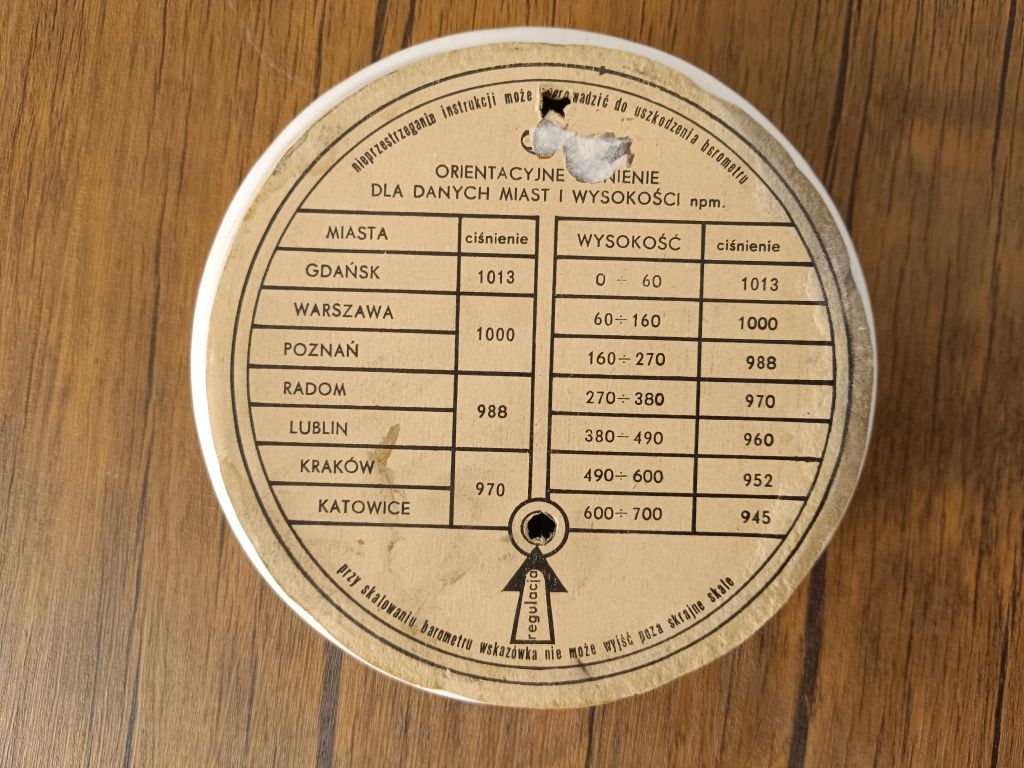 nieprzestrzeganie instrukcji może do uszkodzenia barometru
ORIENTACYJNE
DLA DANYCH MIAST I WYSOKOŚCI npm.
MIASTA ciśnienie
GDAŃSK 1013
WARSZAWA
1000
POZNAŃ
RADOM
988
LUBLIN
KRAKÓW
970
KATOWICE
WYSOKOŚĆ ciśnienie
0 ÷ 60 1013
60÷160 1000
160÷270 988
270÷380 970
380÷490 960
490÷600 952
600÷700 945
regulacja
przy skalowaniu barometru wskazówka nie może wyjść poza skrajne skale